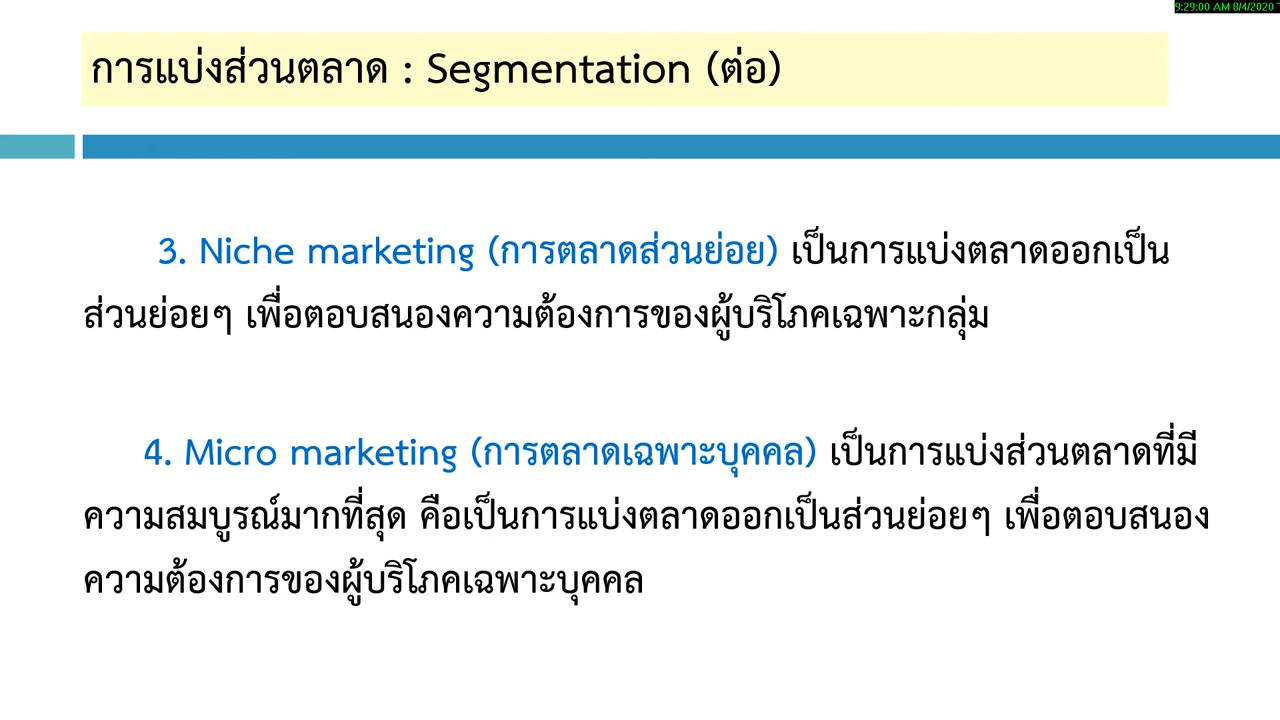 9:29:00 AM 8/4/2020
การแบ่งส่วนตลาด : Segmentation (ต่อ)
3. Niche marketing (การตลาดส่วนย่อย) เป็นการแบ่งตลาดออกเป็น
ส่วนย่อยๆ เพื่อตอบสนองความต้องการของผู้บริโภคเฉพาะกลุ่ม
4. Micro marketing (การตลาดเฉพาะบุคคล) เป็นการแบ่งส่วนตลาดที่มี
ความสมบูรณ์มากที่สุด คือเป็นการแบ่งตลาดออกเป็นส่วนย่อยๆ เพื่อตอบสนอง
ความต้องการของผู้บริโภคเฉพาะบุคคล